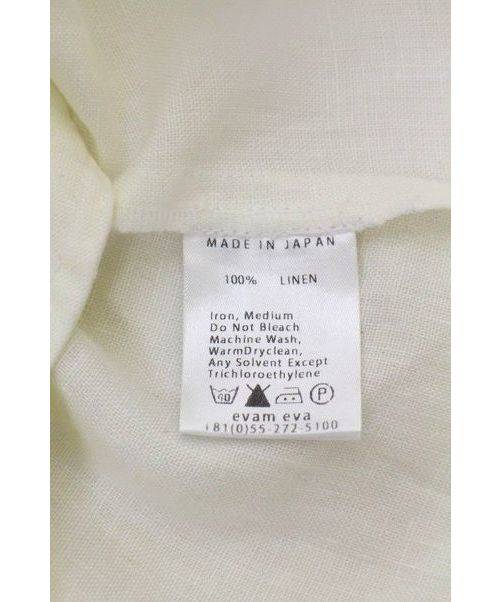 MADE IN JAPAN
100% LINEN
Iron, Medium
Do Not Bleach
Machine Wash,
WarmDryclean,
Any Solvent Except
Trichloroethylene
40 P
evam eva
+81(0)55-272-5100